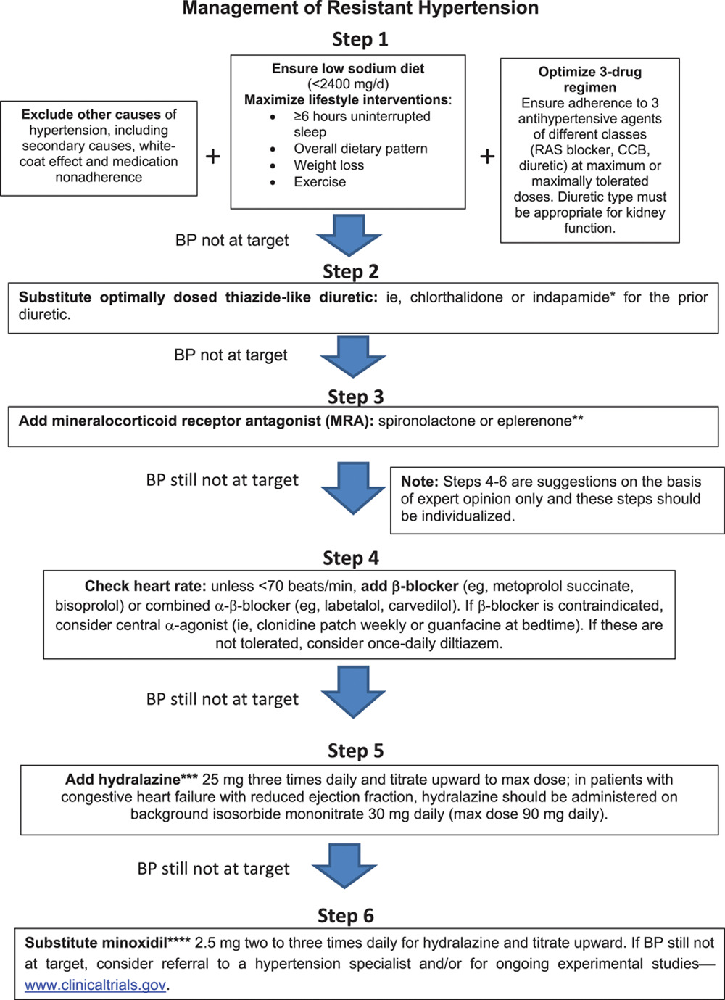 Management of Resistant Hypertension
Step 1
Exclude other causes of
hypertension, including
secondary causes, white-
coat effect and medication
nonadherence
+
Ensure low sodium diet
(<2400 mg/d)
Maximize lifestyle interventions:
• ≥6 hours uninterrupted
sleep
• Overall dietary pattern
• Weight loss
• Exercise
+
Optimize 3-drug
regimen
Ensure adherence to 3
antihypertensive agents
of different classes
(RAS blocker, CCB,
diuretic) at maximum or
maximally tolerated
doses. Diuretic type must
be appropriate for kidney
function.
BP not at target
Step 2
Substitute optimally dosed thiazide-like diuretic: ie, chlorthalidone or indapamide* for the prior
diuretic.
BP not at target
Step 3
Add mineralocorticoid receptor antagonist (MRA): spironolactone or eplerenone**
BP still not at target
Note: Steps 4-6 are suggestions on the basis
of expert opinion only and these steps should
be individualized.
Step 4
Check heart rate: unless <70 beats/min, add β-blocker (eg, metoprolol succinate,
bisoprolol) or combined α-β-blocker (eg, labetalol, carvedilol). If β-blocker is contraindicated,
consider central α-agonist (ie, clonidine patch weekly or guanfacine at bedtime). If these are
not tolerated, consider once-daily diltiazem.
BP still not at target
Step 5
Add hydralazine*** 25 mg three times daily and titrate upward to max dose; in patients with
congestive heart failure with reduced ejection fraction, hydralazine should be administered on
background isosorbide mononitrate 30 mg daily (max dose 90 mg daily).
BP still not at target
Step 6
Substitute minoxidil**** 2.5 mg two to three times daily for hydralazine and titrate upward. If BP still not
at target, consider referral to a hypertension specialist and/or for ongoing experimental studies—
www.clinicaltrials.gov.